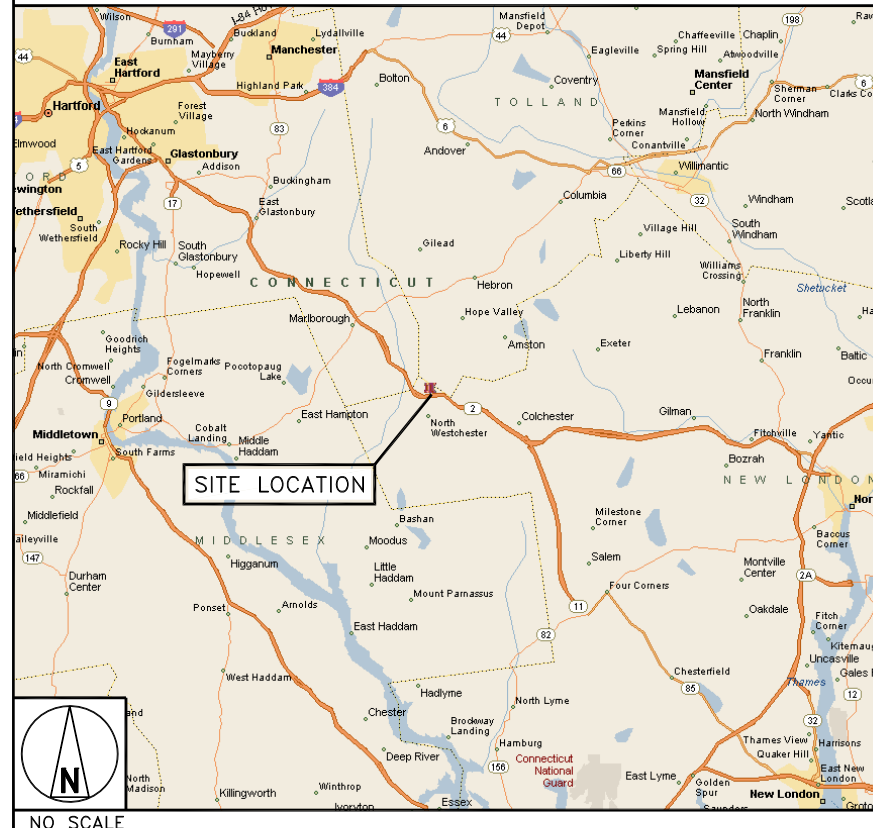 Wilson
291
Burnham
Mayberry
Village
Buckland
I-84
Lydallville
Manchester
Mansfield
Depot
44
198
Chaffeeville
Chaplin
Spring Hill
Atwoodville
Eagleville
44
East
Hartford
Highland Park
384
Bolton
Coventry
Mansfield
Center
6
Sherman
Corner
Clarks
Hartford
Forest
Village
TOLLAND
Mansfield
Hollow
North Windham
Elmwood
Hockanum
83
6
Perkins
Corner
Conantville
East Hartford
Gardens
Glastonbury
Addison
Andover
5
66
Willimantic
Buckingham
Columbia
32
Windham
17
East
Glastonbury
South
Wethersfield
Rocky Hill
South
Glastonbury
Hopewell
Gilead
Village Hill
South
Windham
Liberty Hill
Williams
Crossing
CONNECTICUT
Hebron
Shetucket
Marlborough
Hope Valley
Lebanon
North
Franklin
Goodrich
Heights
Amston
Exeter
Franklin
Baltic
North Cromwell
Cromwell
Fogelmarks
Corners
Pocotopaug
Lake
Gildersleeve
9
2
Portland
Cobalt
Landing
East Hampton
North
Westchester
Colchester
Gilman
Fitchville
Yantic
Middletown
Middle
Haddam
South Farms
Bozrah
66
Miramichi
Rockfall
SITE LOCATION
NEW LONDON
Middlefield
Bashan
Milestone
Corner
Baccus
Corner
MIDDLESEX
Moodus
147
Higganum
Little
Haddam
Salem
Montville
Center
2A
Durham
Center
Mount Parnassus
Four Corners
Ponset
Arnolds
11
Oakdale
Fitch
Corner
East Haddam
82
Uncasville
West Haddam
Chesterfield
Thames
Gales
Hadlyne
85
12
North Lyme
Chester
Brockway
Landing
32
Thames View
Quaker Hill
Harrisons
Deep River
Hamburg
156
Connecticut
National
Guard
East Lyme
Golden
Spur
East New
London
N
North
Madison
Killingworth
Winthrop
Essex
New London
NO SCALE